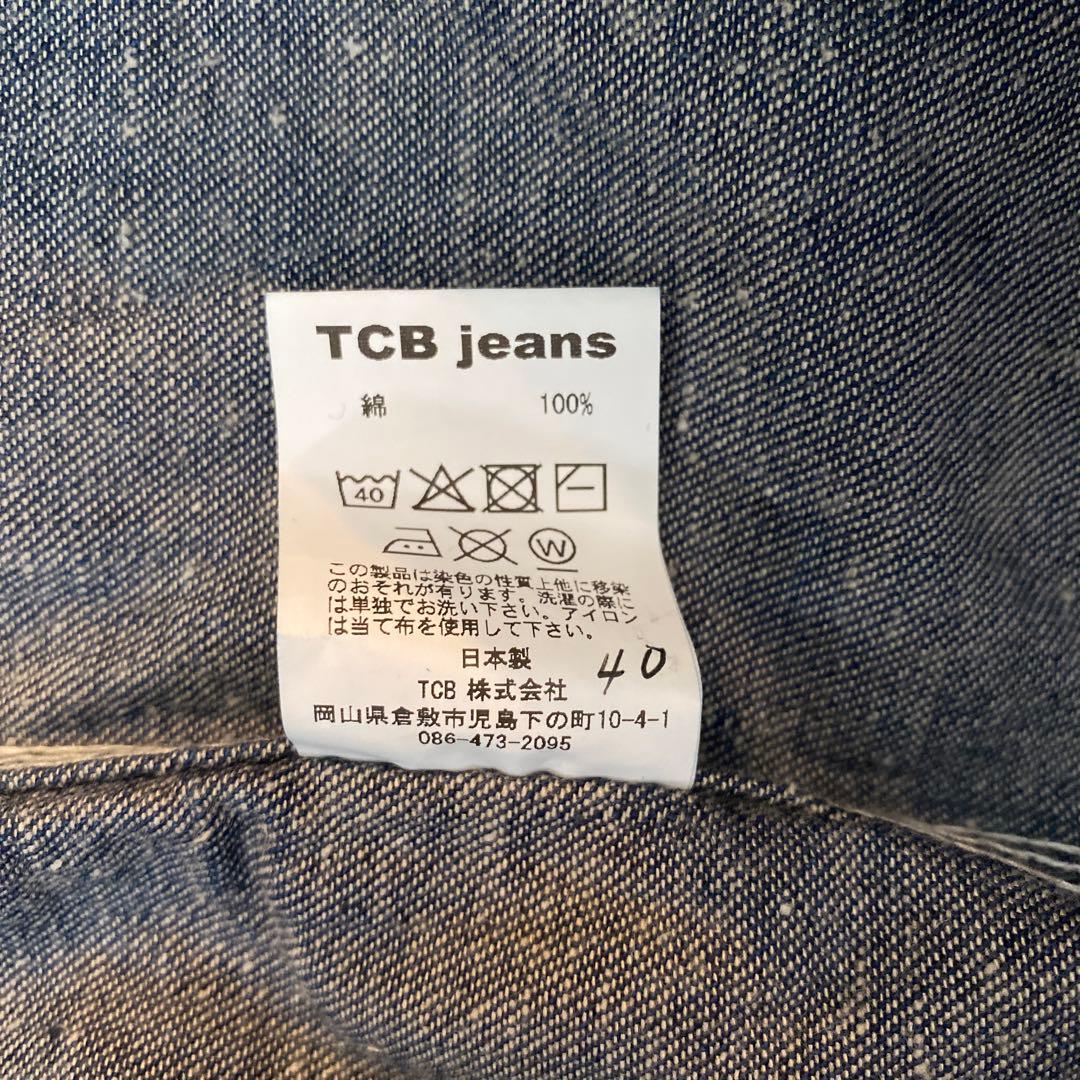 TCB jeans
綿 100%
40
W
この製品は染色の性質上他に移染
のおそれが有ります。洗濯の際に
は単独でお洗い下さい。アイロン
は当て布を使用して下さい。
日本製
40
TCB 株式会社
岡山県倉敷市児島下の町10-4-1
086-473-2095